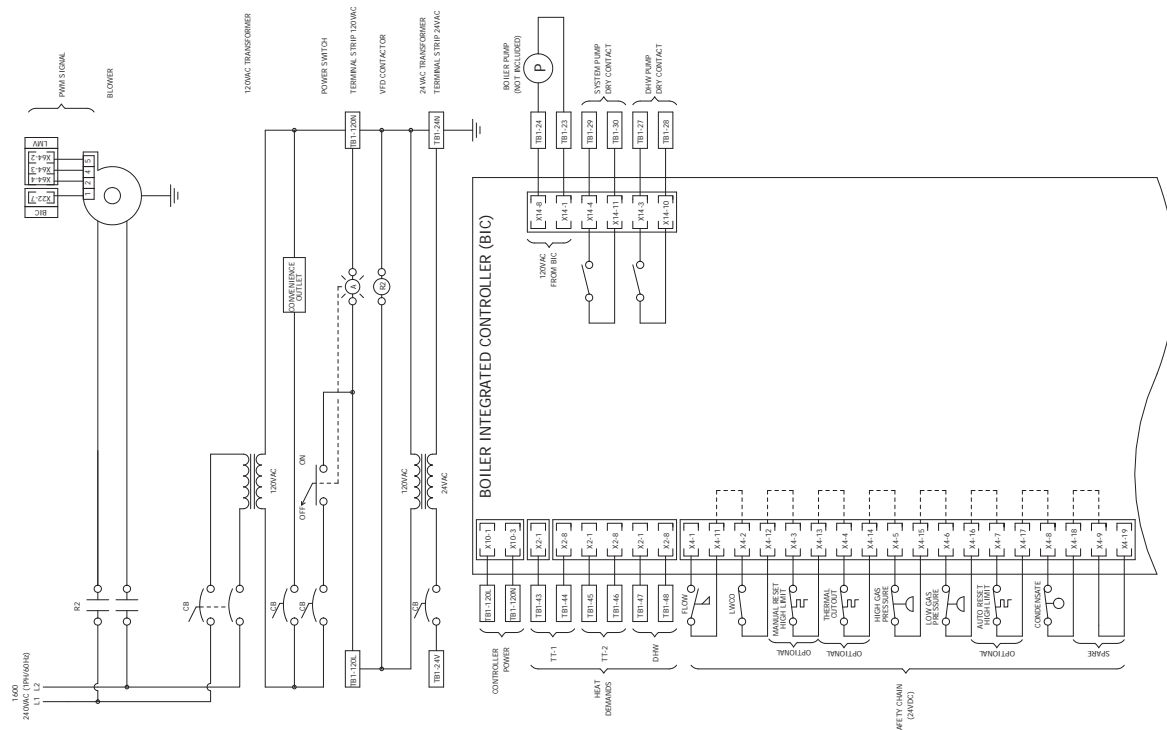 1600
240VAC (1PH/60Hz)
L1 L2
R2
BLOWER
PWM SIGNAL
LMV
X64-2
X64-3
X64-4
X22-7
BIC
5
4
2
1
CB
120VAC TRANSFORMER
120VAC
CB
CONVENIENCE
OUTLET
CB
OFF
ON
POWER SWITCH
TB1-120L
A
TB1-120N
TERMINAL STRIP 120VAC
R2
VFD CONTACTOR
120VAC
24VAC
24VAC TRANSFORMER
TB1-24V
CB
TB1-24N
TERMINAL STRIP 24VAC
BOILER INTEGRATED CONTROLLER (BIC)
CONTROLLER
POWER
TB1-120L
X10-1
TB1-120N
X10-3
HEAT
DEMANDS
TT-1
TB1-43
X2-1
TB1-44
X2-8
TT-2
TB1-45
X2-1
TB1-46
X2-8
DHW
TB1-47
X2-1
TB1-48
X2-8
AFETY CHAIN
(24VDC)
FLOW
X4-1
X4-11
LWCO
X4-2
X4-12
MANUAL RESET
HIGH LIMIT
OPTIONAL
X4-3
X4-13
THERMAL
CUTOUT
OPTIONAL
X4-4
X4-14
HIGH GAS
PRESSURE
X4-5
X4-15
LOW GAS
PRESSURE
X4-6
X4-16
AUTO RESET
HIGH LIMIT
OPTIONAL
X4-7
X4-17
CONDENSATE
X4-8
X4-18
SPARE
X4-9
X4-19
120VAC
FROM BIC
X14-8
TB1-24
X14-1
TB1-23
P
BOILER PUMP
(NOT INCLUDED)
X14-4
TB1-29
X14-11
TB1-30
SYSTEM PUMP
DRY CONTACT
X14-3
TB1-27
X14-10
TB1-28
DHW PUMP
DRY CONTACT